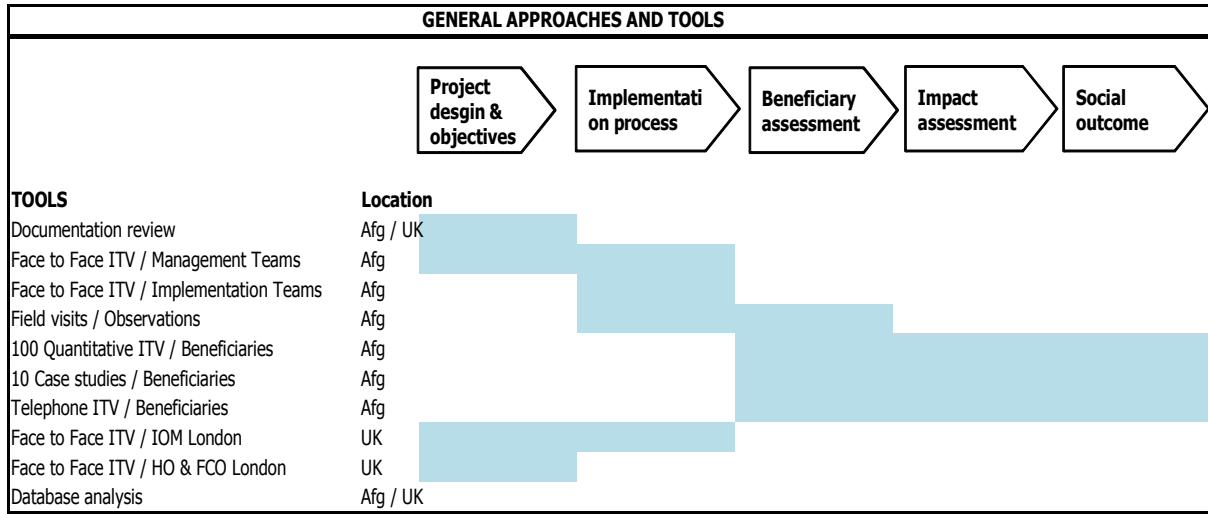 GENERAL APPROACHES AND TOOLS
Project
desgin &
objectives
Implementati
on process
Beneficiary
assessment
Impact
assessment
Social
outcome
TOOLS Location
Documentation review Afg / UK
Face to Face ITV / Management Teams Afg
Face to Face ITV / Implementation Teams Afg
Field visits / Observations Afg
100 Quantitative ITV / Beneficiaries Afg
10 Case studies / Beneficiaries Afg
Telephone ITV / Beneficiaries Afg
Face to Face ITV / IOM London UK
Face to Face ITV / HO & FCO London UK
Database analysis Afg / UK